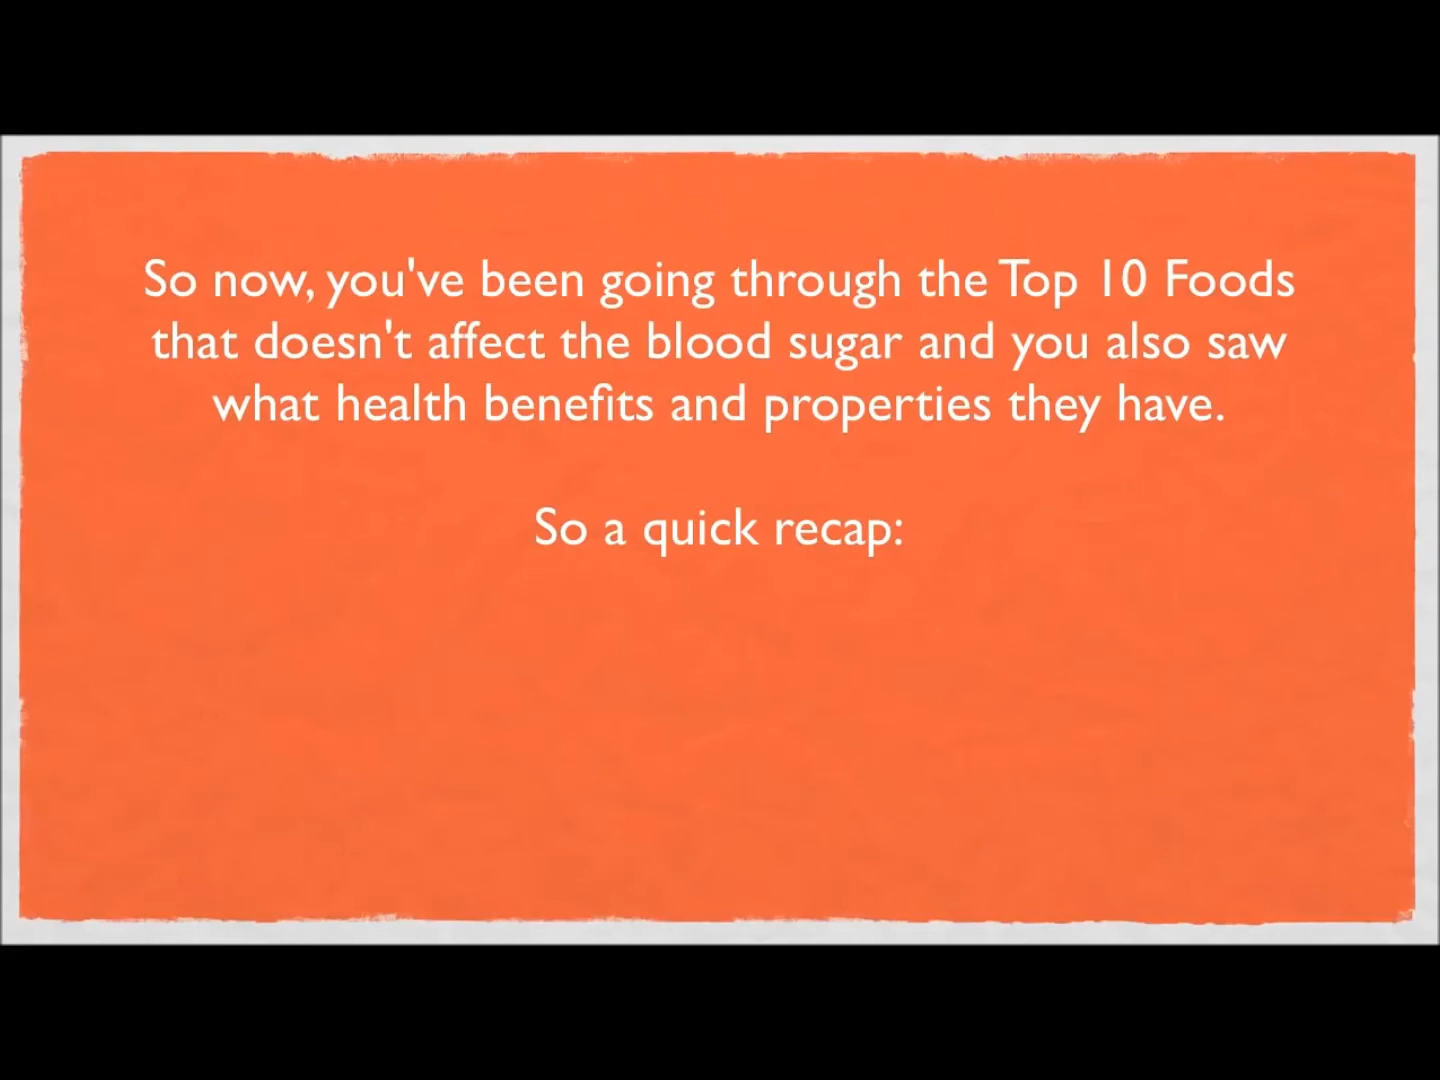 So now, you've been going through the Top 10 Foods
that doesn't affect the blood sugar and you also saw
what health benefits and properties they have.
So a quick recap: